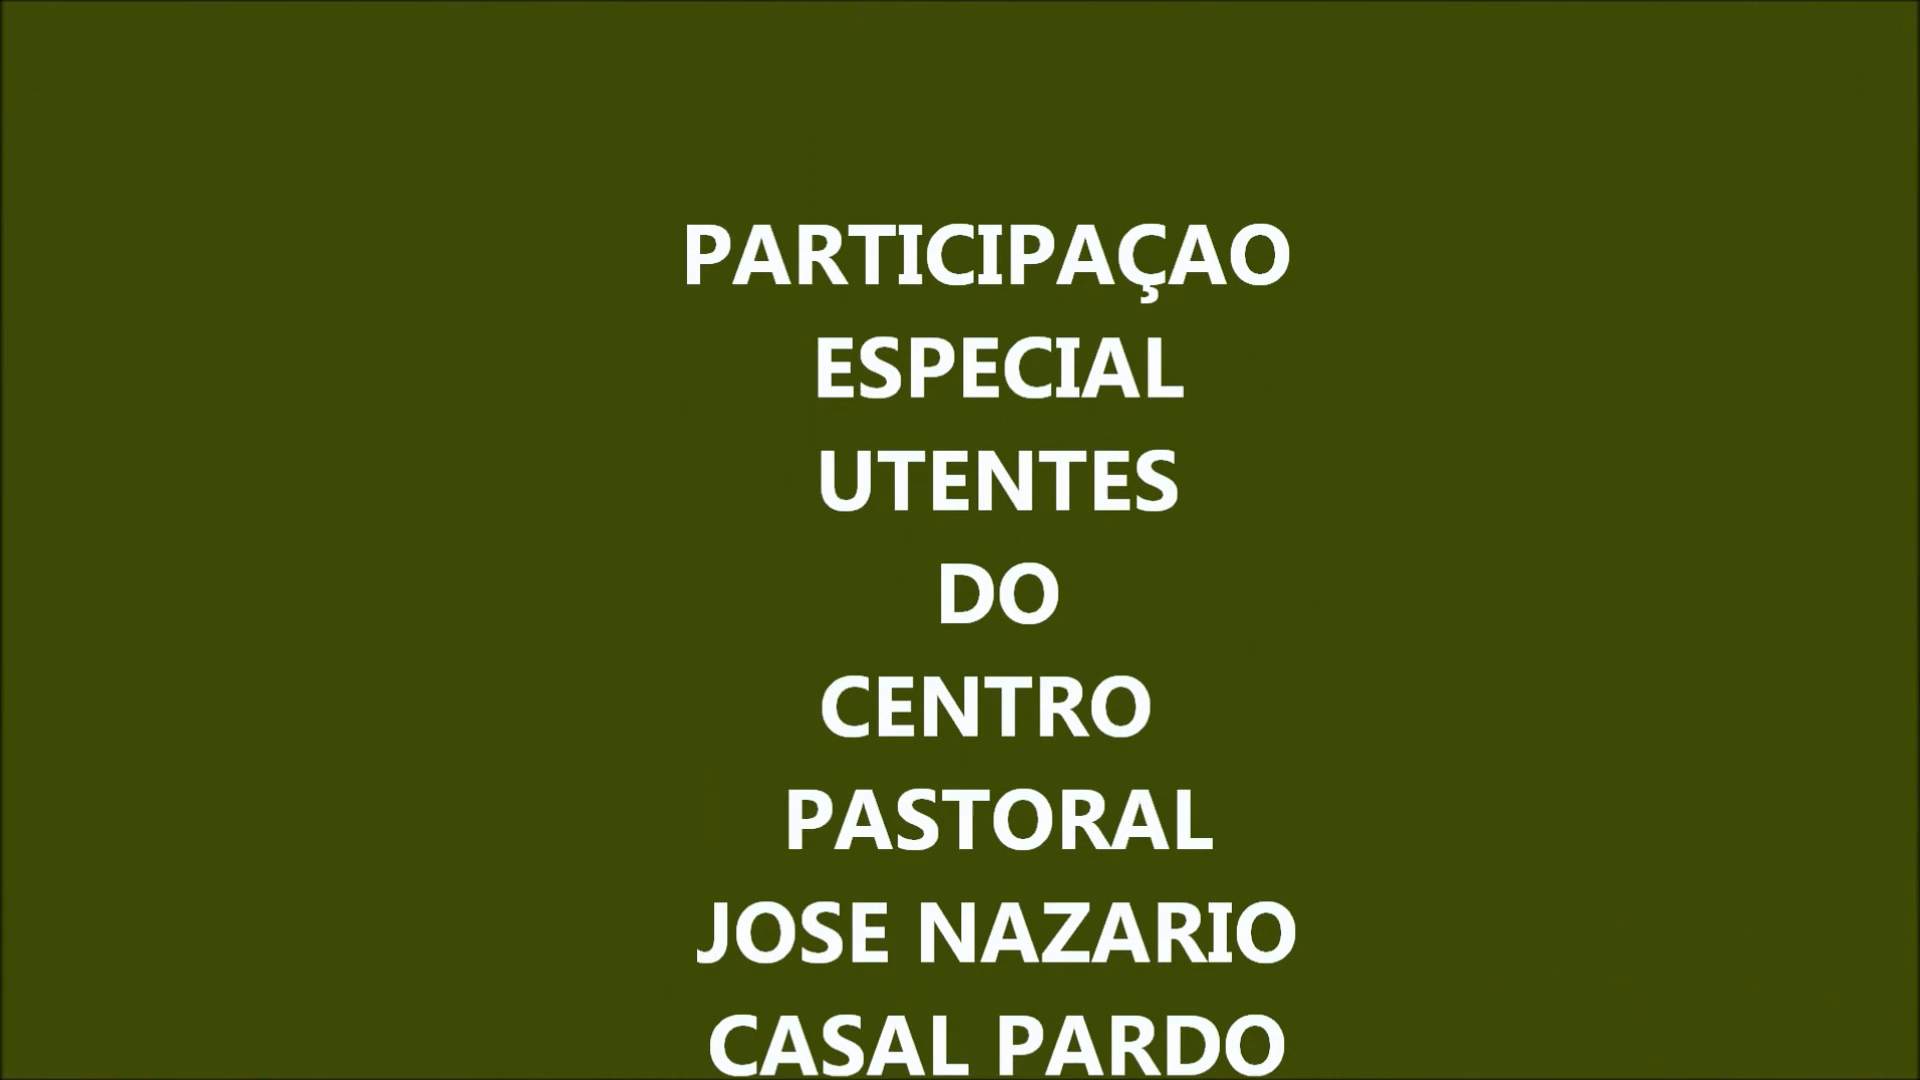 PARTICIPAÇAO
ESPECIAL
UTENTES
DO
CENTRO
PASTORAL
JOSE NAZARIO
CASAL PARDO